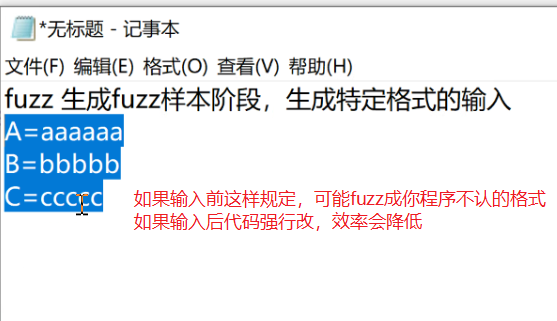 *无标题 - 记事本
文件(F) 编辑(E) 格式(O) 查看(V) 帮助(H)
fuzz 生成fuzz样本阶段，生成特定格式的输入
A=aaaaaa
B=bbbbb
C=ccccc
如果输入前这样规定，可能fuzz成你程序不认的格式
如果输入后代码强行改，效率会降低